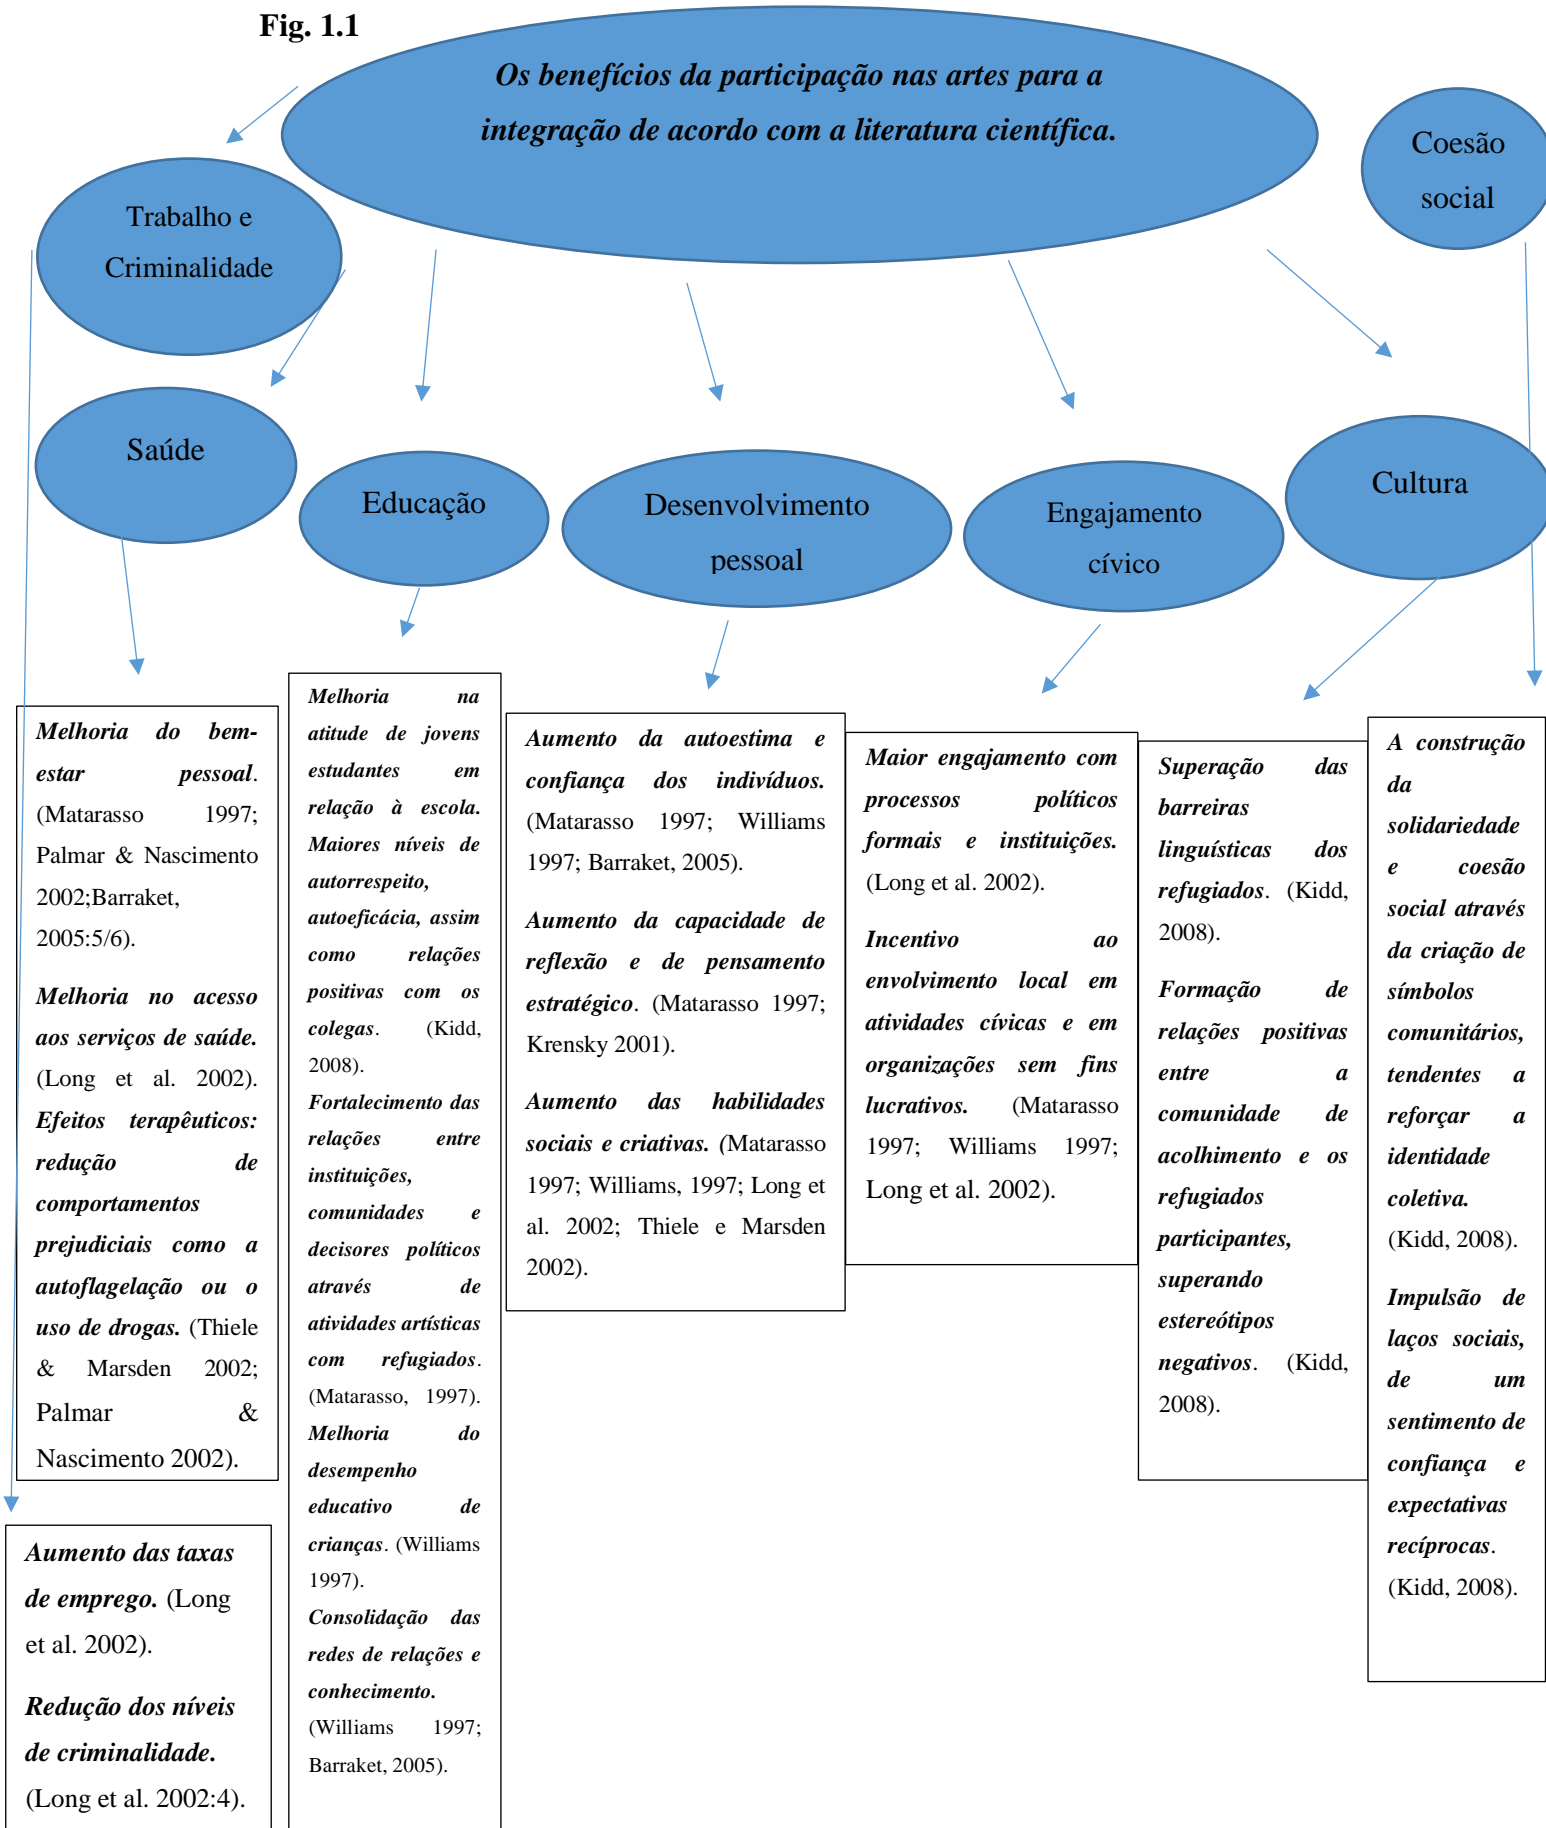 Fig. 1.1
Os benefícios da participação nas artes para a
integração de acordo com a literatura científica.
Coesão
social
Trabalho e
Criminalidade
Saúde
Educação
Desenvolvimento
pessoal
Engajamento
cívico
Cultura
Melhoria do bem-
estar pessoal.
(Matarasso 1997;
Palmar & Nascimento
2002;Barraket,
2005:5/6).
Melhoria no acesso
aos serviços de saúde.
(Long et al. 2002).
Efeitos terapêuticos:
redução de
comportamentos
prejudiciais como a
autoflagelação ou o
uso de drogas. (Thiele
& Marsden 2002;
Palmar &
Nascimento 2002).
Aumento das taxas
de emprego. (Long
et al. 2002).
Redução dos níveis
de criminalidade.
(Long et al. 2002:4).
Melhoria na
atitude de jovens
estudantes em
relação à escola.
Maiores níveis de
autorrespeito,
autoeficácia, assim
como relações
positivas com os
colegas. (Kidd,
2008).
Fortalecimento das
relações entre
instituições,
comunidades e
decisores políticos
através de
atividades artísticas
com refugiados.
(Matarasso, 1997).
Melhoria do
desempenho
educativo de
crianças. (Williams
1997).
Consolidação das
redes de relações e
conhecimento.
(Williams 1997;
Barraket, 2005).
Aumento da autoestima e
confiança dos indivíduos.
(Matarasso 1997; Williams
1997; Barraket, 2005).
Aumento da capacidade de
reflexão e de pensamento
estratégico. (Matarasso 1997;
Krensky 2001).
Aumento das habilidades
sociais e criativas. (Matarasso
1997; Williams, 1997; Long et
al. 2002; Thiele e Marsden
2002).
Maior engajamento com
processos políticos
formais e instituições.
(Long et al. 2002).
Incentivo ao
envolvimento local em
atividades cívicas e em
organizações sem fins
lucrativos. (Matarasso
1997; Williams 1997;
Long et al. 2002).
Superação das
barreiras
linguísticas dos
refugiados. (Kidd,
2008).
Formação de
relações positivas
entre a
comunidade de
acolhimento e os
refugiados
participantes,
superando
estereótipos
negativos. (Kidd,
2008).
A construção
da
solidariedade
e coesão
social através
da criação de
símbolos
comunitários,
tendentes a
reforçar a
identidade
coletiva.
(Kidd, 2008).
Impulsão de
laços sociais,
de um
sentimento de
confiança e
expectativas
recíprocas.
(Kidd, 2008).